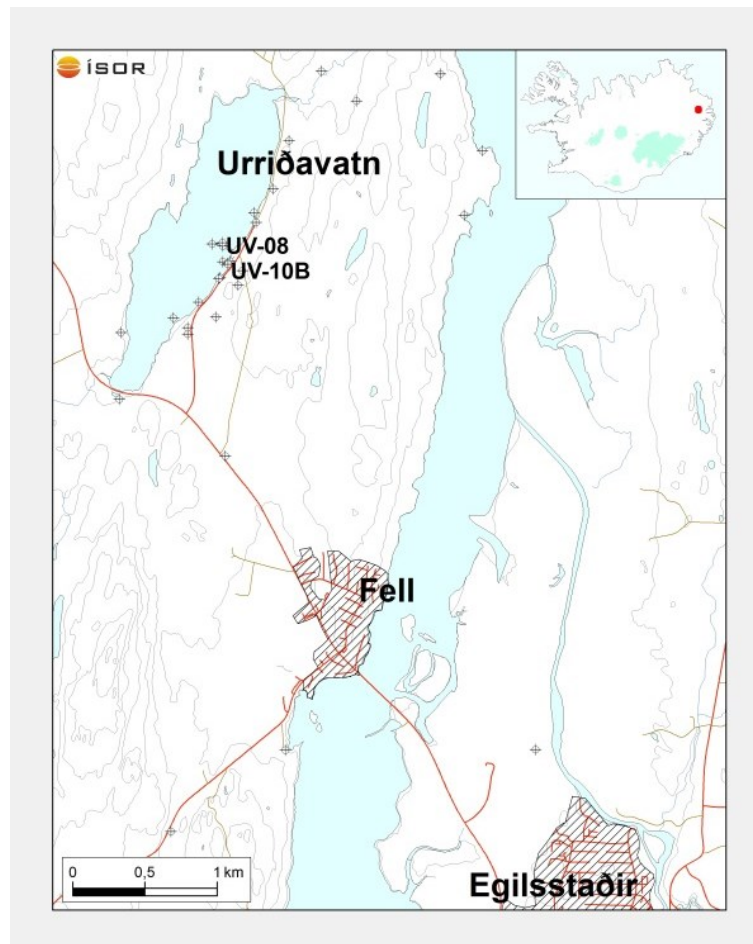 ÍSOR
Urriðavatn
UV-08
UV-10B
Fell
Egilsstaðir
0 0,5 1 km